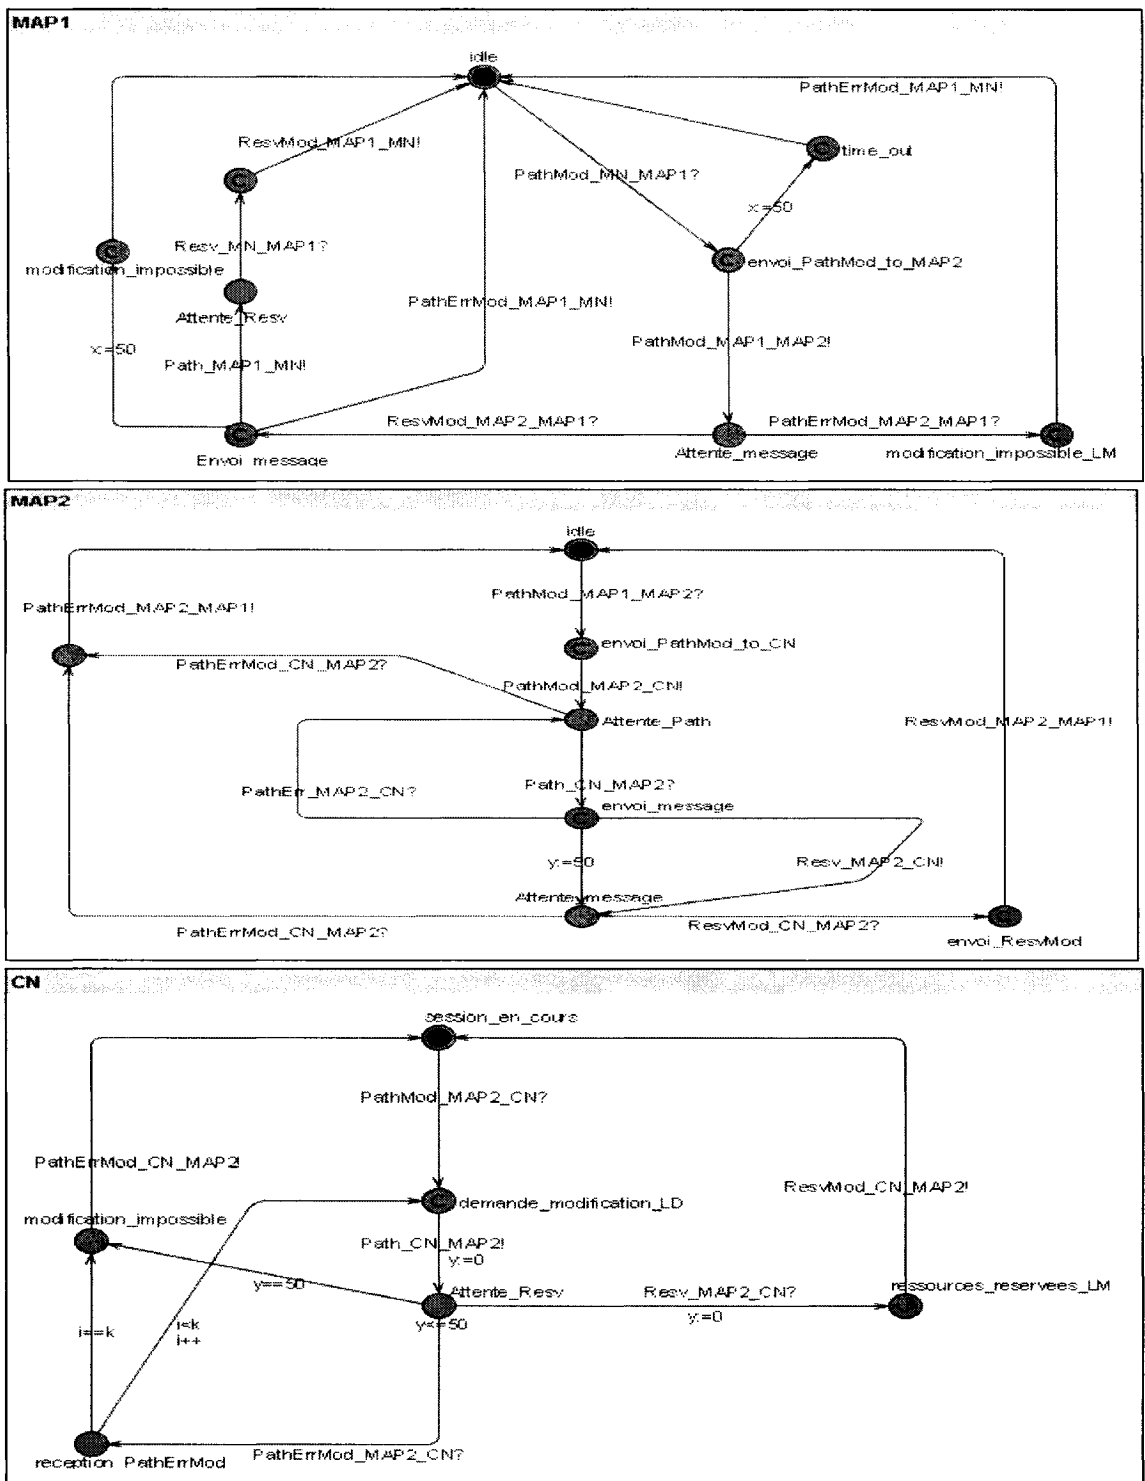 MAP1
idle
PathErrMod_MAP1_MN!
ResvMod_MAP1_MN!
time_out
PathMod_MN_MAP1?
x:=50
Resv_MN_MAP1?
envoi_PathMod_to_MAP2
modification_impossible
PathErrMod_MAP1_MN!
Attente_Resv
PathMod_MAP1_MAP2!
x:=50
Path_MAP1_MN!
ResvMod_MAP2_MAP1?
PathErrMod_MAP2_MAP1?
Envoi_message
Attente_message
modification_impossible_LM
MAP2
idle
PathMod_MAP1_MAP2?
PathErrMod_MAP2_MAP1!
envoi_PathMod_to_CN
PathErrMod_CN_MAP2?
PathMod_MAP2_CN!
Attente_Path
ResvMod_MAP2_MAP1!
PathErr_MAP2_CN?
Path_CN_MAP2?
envoi_message
y:=50
Resv_MAP2_CN!
Attente_message
PathErrMod_CN_MAP2?
ResvMod_CN_MAP2?
envoi_ResvMod
CN
session_en_cours
PathMod_MAP2_CN?
PathErrMod_CN_MAP2!
ResvMod_CN_MAP2!
demande_modification_LD
modification_impossible
Path_CN_MAP2!
y:=0
y==50
Attente_Resv
Resv_MAP2_CN?
ressources_reservees_LM
y<=50
y:=0
i==k
i<k
i++
PathErrMod_MAP2_CN?
reception_PathErrMod